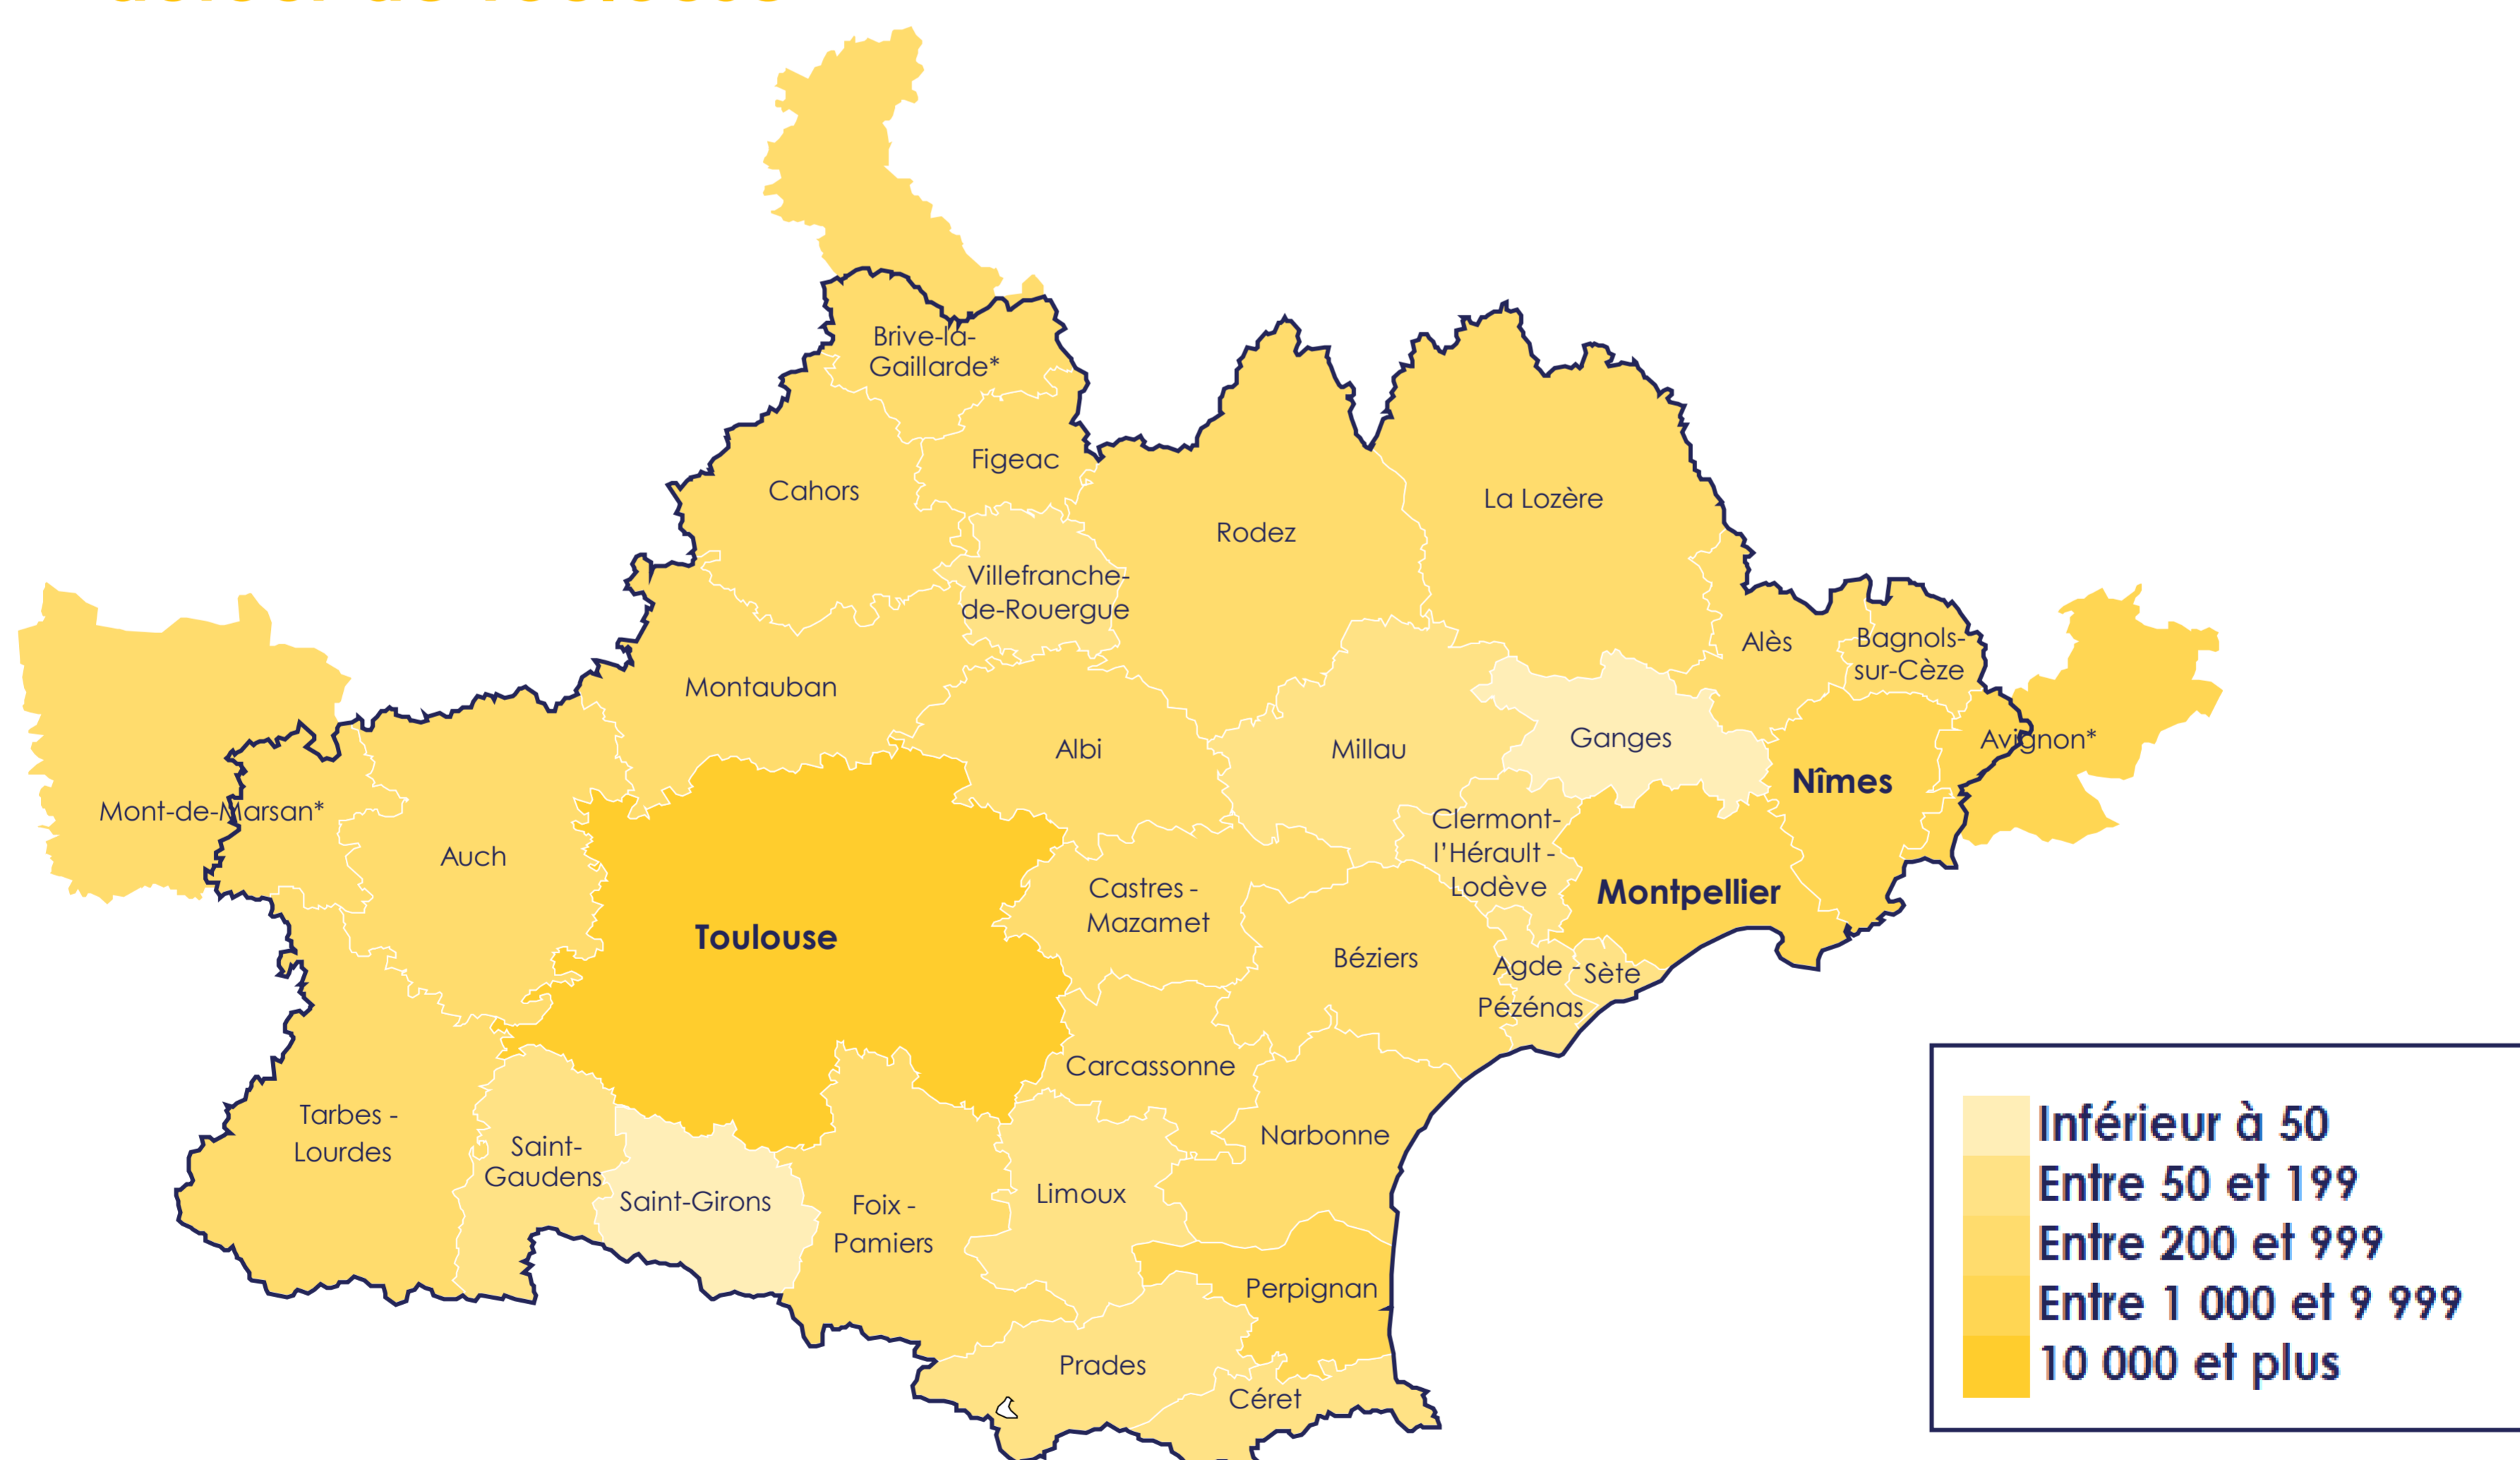 Brive-la-
Gaillarde*
Figeac
Cahors
La Lozère
Rodez
Villefranche-
de-Rouergue
Alès
Bagnols-
sur-Cèze
Montauban
Albi
Millau
Ganges
Avignon*
Nîmes
Mont-de-Marsan*
Auch
Clermont-
l'Hérault -
Lodève
Castres -
Mazamet
Montpellier
Toulouse
Béziers
Agde -
Pézénas
Sète
Carcassonne
Tarbes -
Lourdes
Saint-
Gaudens
Narbonne
Saint-Girons
Foix -
Pamiers
Limoux
Perpignan
Prades
Céret
Inférieur à 50
Entre 50 et 199
Entre 200 et 999
Entre 1 000 et 9 999
10 000 et plus